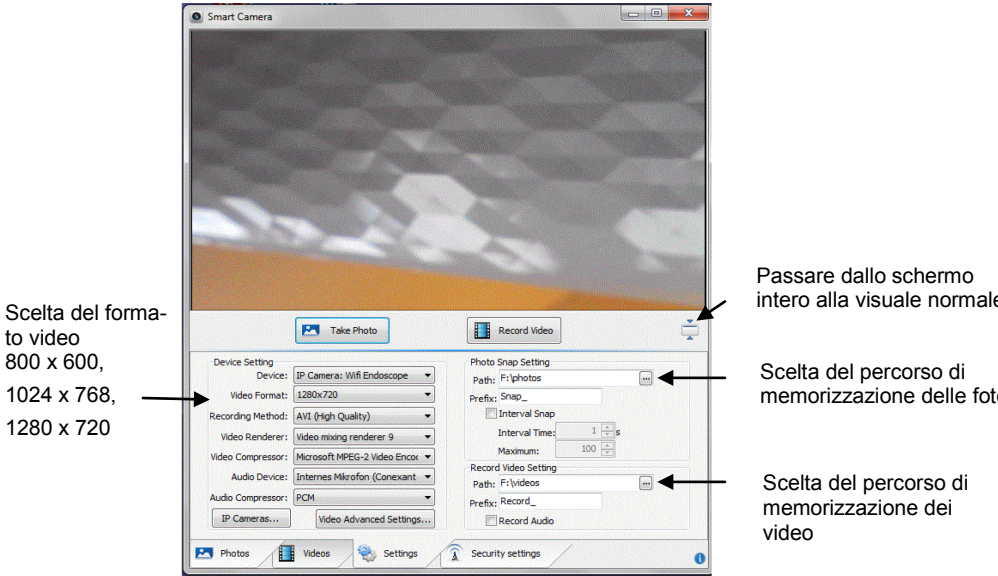 Smart Camera
Passare dallo schermo
intero alla visuale normale
Scelta del forma-
to video
800 x 600,
1024 x 768,
1280 x 720
Take Photo
Record Video
Scelta del percorso di
memorizzazione delle foto
Device Setting
Device: IP Camera: Wifi Endoscope
Video Format: 1280x720
Recording Method: AVI (High Quality)
Video Renderer: Video mixing renderer 9
Video Compressor: Microsoft MPEG-2 Video Encoc
Audio Device: Internes Mikrofon (Conexant
Audio Compressor: PCM
IP Cameras...
Video Advanced Settings...
Photo Snap Setting
Path: F:\photos ...
Prefix: Snap_
Interval Snap
Interval Time: 1 s
Maximum: 100
Record Video Setting
Path: F:\videos ...
Prefix: Record_
Record Audio
Scelta del percorso di
memorizzazione dei
video
Photos
Videos
Settings
Security settings